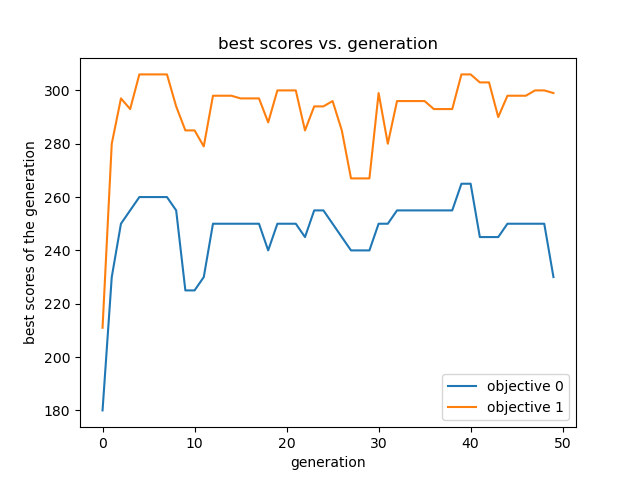 best scores vs. generation
best scores of the generation
300
280
260
240
220
200
180
0 10 20 30 40 50
generation
objective 0
objective 1